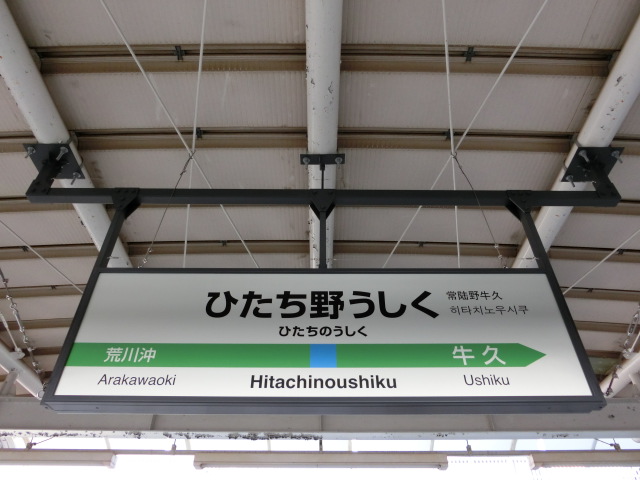 ひたち野うしく
常陸野牛久
히타치노우시쿠
ひたちのうしく
荒川沖 牛久
Arakawaoki Hitachinoushiku Ushiku